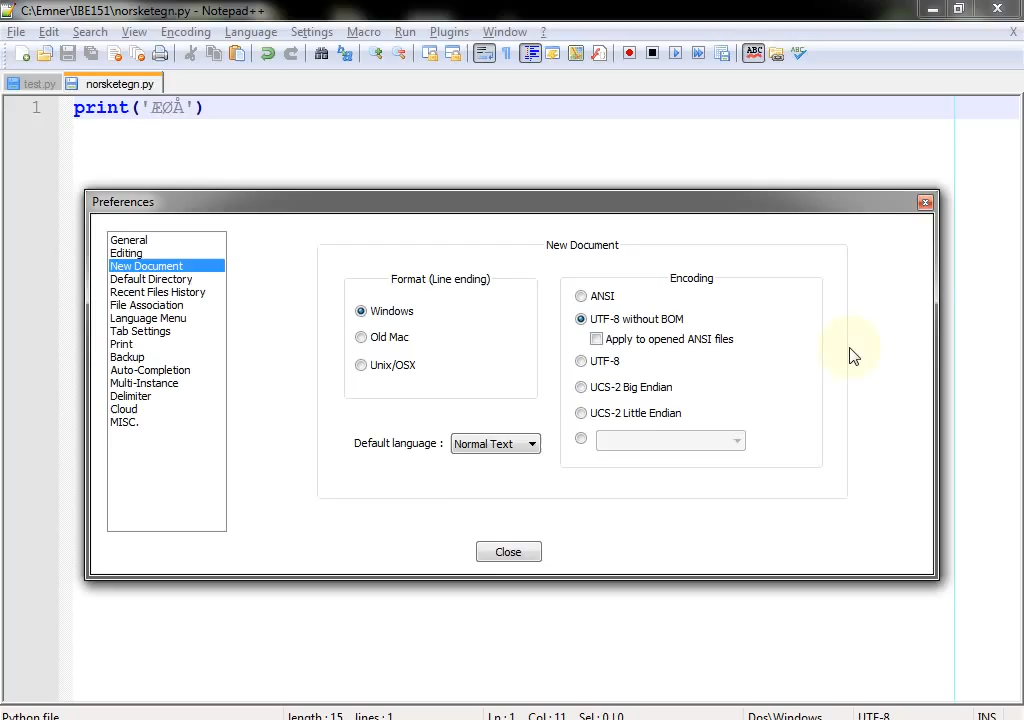 C:\Emner\IBE151\norsketegn.py - Notepad++
File Edit Search View Encoding Language Settings Macro Run Plugins Window ? X
test.py norsketegn.py
1 print('ÆØÅ')
Preferences
General
Editing
New Document
Default Directory
Recent Files History
File Association
Language Menu
Tab Settings
Print
Backup
Auto-Completion
Multi-Instance
Delimiter
Cloud
MISC.
New Document
Format (Line ending)
Windows
Old Mac
Unix/OSX
Default language : Normal Text
Encoding
ANSI
UTF-8 without BOM
Apply to opened ANSI files
UTF-8
UCS-2 Big Endian
UCS-2 Little Endian
Close
Python file length : 15 lines : 1 Ln : 1 Col : 11 Sel : 0 | 0 Dos\Windows UTF-8 INS